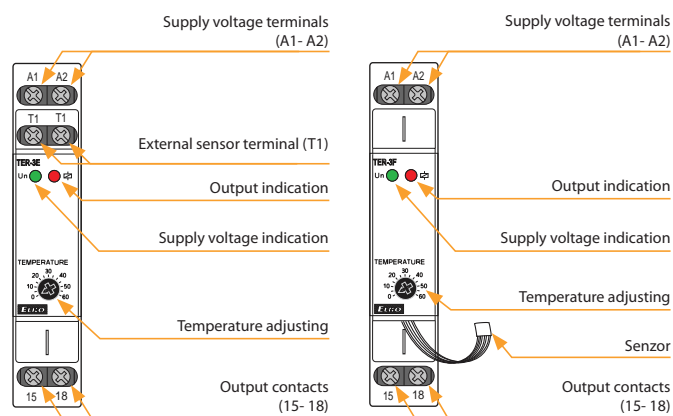 Supply voltage terminals
(A1- A2)
A1 A2
T1 T1
External sensor terminal (T1)
TER-3E
Un
Output indication
Supply voltage indication
TEMPERATURE
30
20 40
10 50
0 60
ELKO
Temperature adjusting
Output contacts
(15- 18)
15 18
Supply voltage terminals
(A1- A2)
A1 A2
TER-3F
Un
Output indication
Supply voltage indication
TEMPERATURE
30
20 40
10 50
0 60
ELKO
Temperature adjusting
Senzor
Output contacts
(15- 18)
15 18